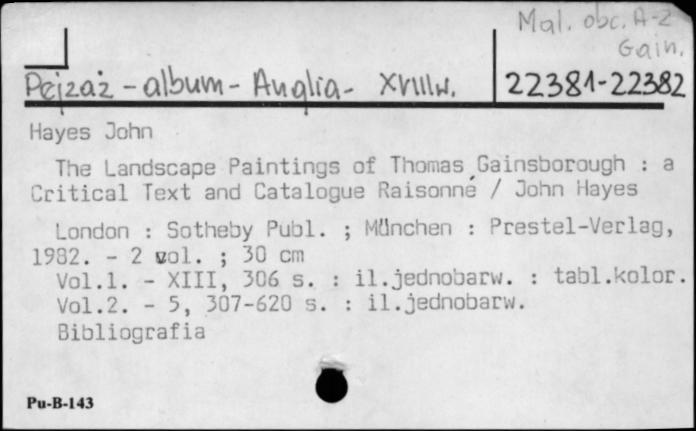 Mal. obc. A-Z
Gain.
Pejzaż - album - Anglia - XVIIIw.
22381-22382
Hayes John
The Landscape Paintings of Thomas Gainsborough : a
Critical Text and Catalogue Raisonné / John Hayes
London : Sotheby Publ. ; München : Prestel-Verlag,
1982. - 2 vol. ; 30 cm
Vol.1. - XIII, 306 s. : il.jednobarw. : tabl.kolor.
Vol.2. - 5, 307-620 s. : il.jednobarw.
Bibliografia
Pu-B-143